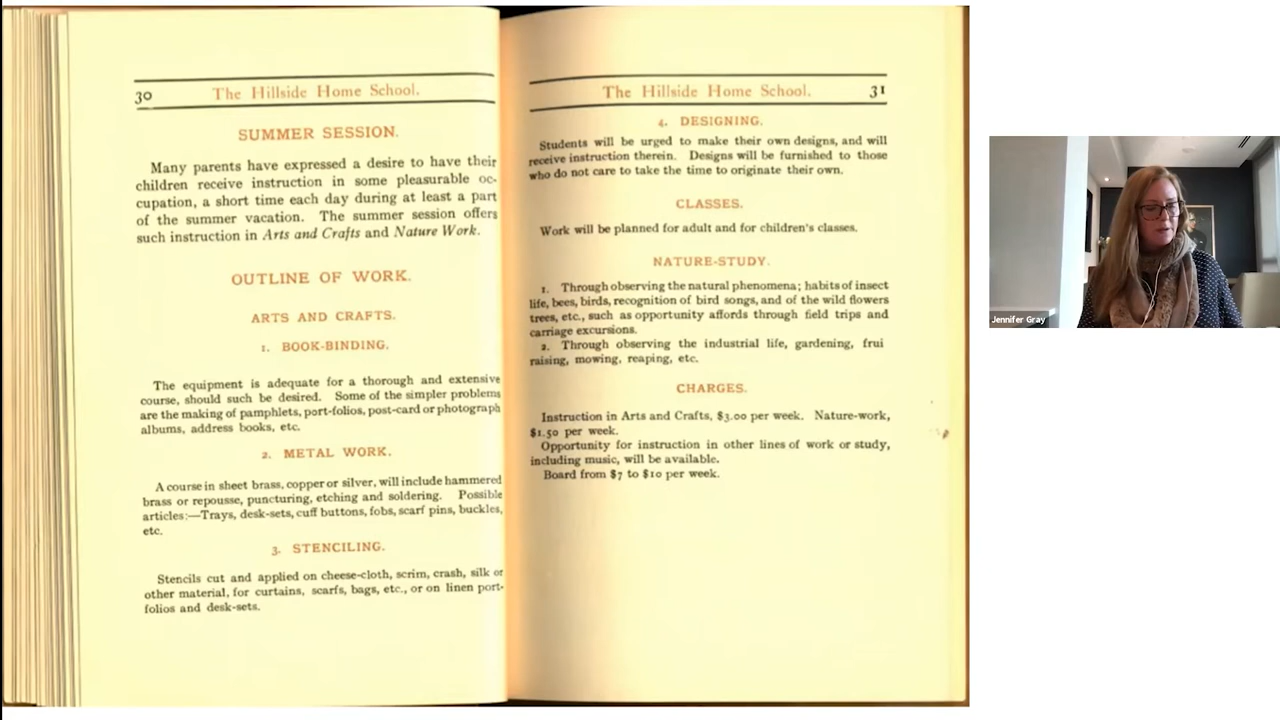 30 The Hillside Home School.
SUMMER SESSION.
Many parents have expressed a desire to have their
children receive instruction in some pleasurable oc-
cupation, a short time each day during at least a part
of the summer vacation. The summer session offers
such instruction in Arts and Crafts and Nature Work.
OUTLINE OF WORK.
ARTS AND CRAFTS.
1. BOOK-BINDING.
The equipment is adequate for a thorough and extensive
course, should such be desired. Some of the simpler problems
are the making of pamphlets, port-folios, post-card or photograph
albums, address books, etc.
2. METAL WORK.
A course in sheet brass, copper or silver, will include hammered
brass or repousse, puncturing, etching and soldering. Possible
articles:—Trays, desk-sets, cuff buttons, fobs, scarf pins, buckles,
etc.
3. STENCILING.
Stencils cut and applied on cheese-cloth, scrim, crash, silk or
other material, for curtains, scarfs, bags, etc., or on linen port-
folios and desk-sets.
The Hillside Home School. 31
4. DESIGNING.
Students will be urged to make their own designs, and will
receive instruction therein. Designs will be furnished to those
who do not care to take the time to originate their own.
CLASSES.
Work will be planned for adult and for children's classes.
NATURE-STUDY.
1. Through observing the natural phenomena; habits of insect
life, bees, birds, recognition of bird songs, and of the wild flowers
trees, etc., such as opportunity affords through field trips and
carriage excursions.
2. Through observing the industrial life, gardening, frui
raising, mowing, reaping, etc.
CHARGES.
Instruction in Arts and Crafts, $3.00 per week. Nature-work,
$1.50 per week.
Opportunity for instruction in other lines of work or study,
including music, will be available.
Board from $7 to $10 per week.
Jennifer Gray